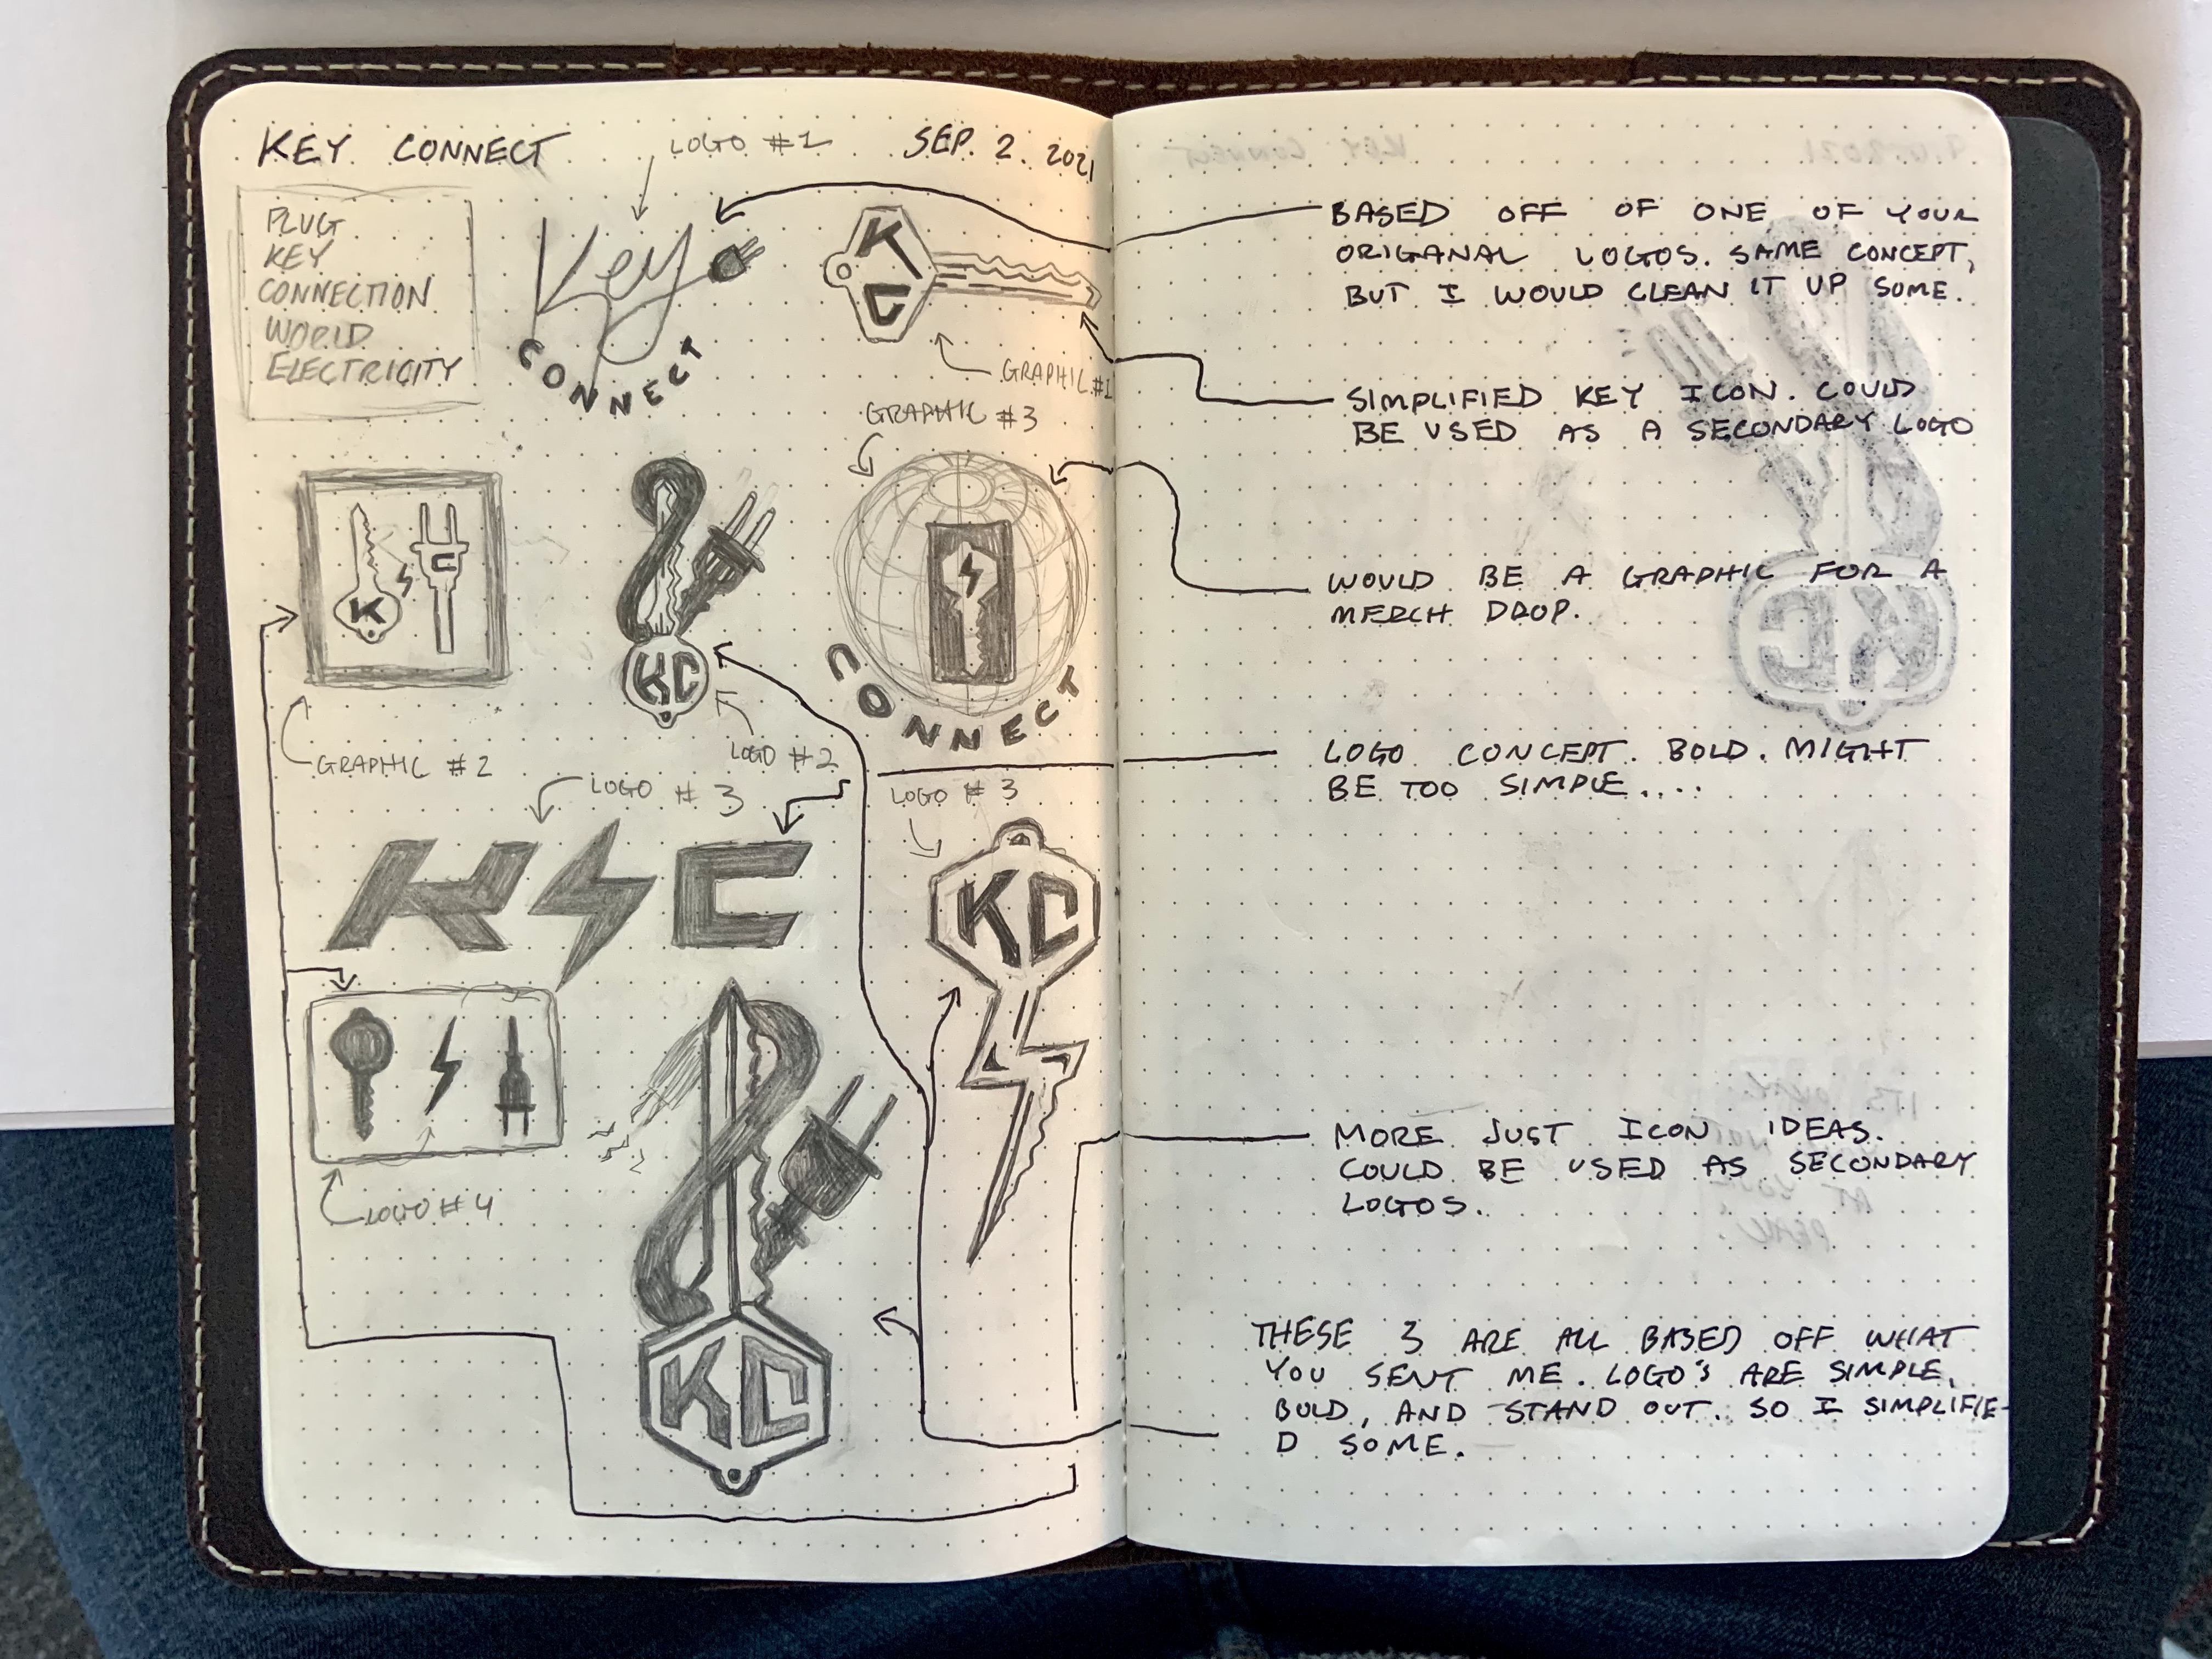 KEY CONNECT
LOGO #1
SEP. 2. 2021
PLUG
KEY
CONNECTION
WORLD
ELECTRICITY
Key
CONNECT
K
C
GRAPHIC #1
GRAPHIC #3
K
C
KC
CONNECT
GRAPHIC #2
LOGO #2
LOGO #3
LOGO #3
K C
KC
LOGO #4
KC
BASED OFF OF ONE OF YOUR
ORIGANAL LOGOS. SAME CONCEPT,
BUT I WOULD CLEAN IT UP SOME.
SIMPLIFIED KEY ICON. COULD
BE USED AS A SECONDARY LOGO
WOULD BE A GRAPHIC FOR A
MERCH DROP.
LOGO CONCEPT. BOLD. MIGHT
BE TOO SIMPLE....
MORE JUST ICON IDEAS.
COULD BE USED AS SECONDARY
LOGOS.
THESE 3 ARE ALL BASED OFF WHAT
YOU SENT ME. LOGO'S ARE SIMPLE,
BOLD, AND STAND OUT. SO I SIMPLIFIE-
D SOME.